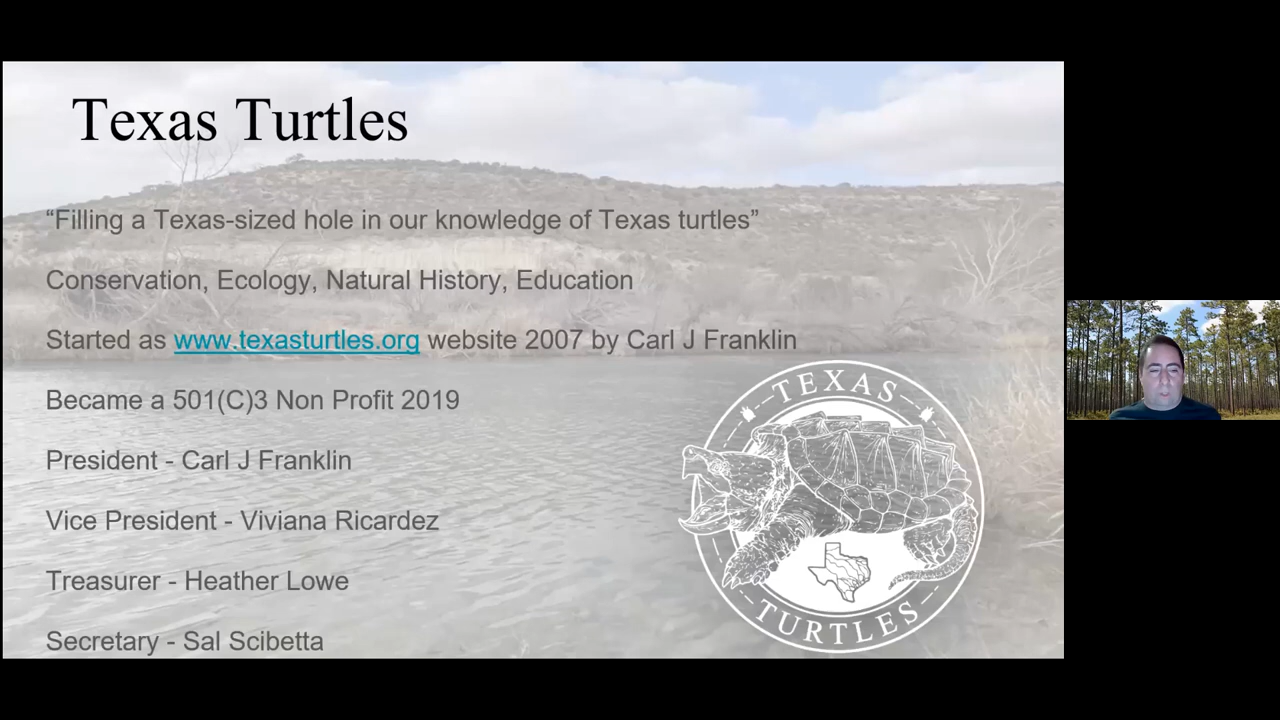 Texas Turtles
“Filling a Texas-sized hole in our knowledge of Texas turtles”
Conservation, Ecology, Natural History, Education
Started as www.texasturtles.org website 2007 by Carl J Franklin
Became a 501(C)3 Non Profit 2019
President - Carl J Franklin
Vice President - Viviana Ricardez
Treasurer - Heather Lowe
Secretary - Sal Scibetta
TEXAS
TURTLES